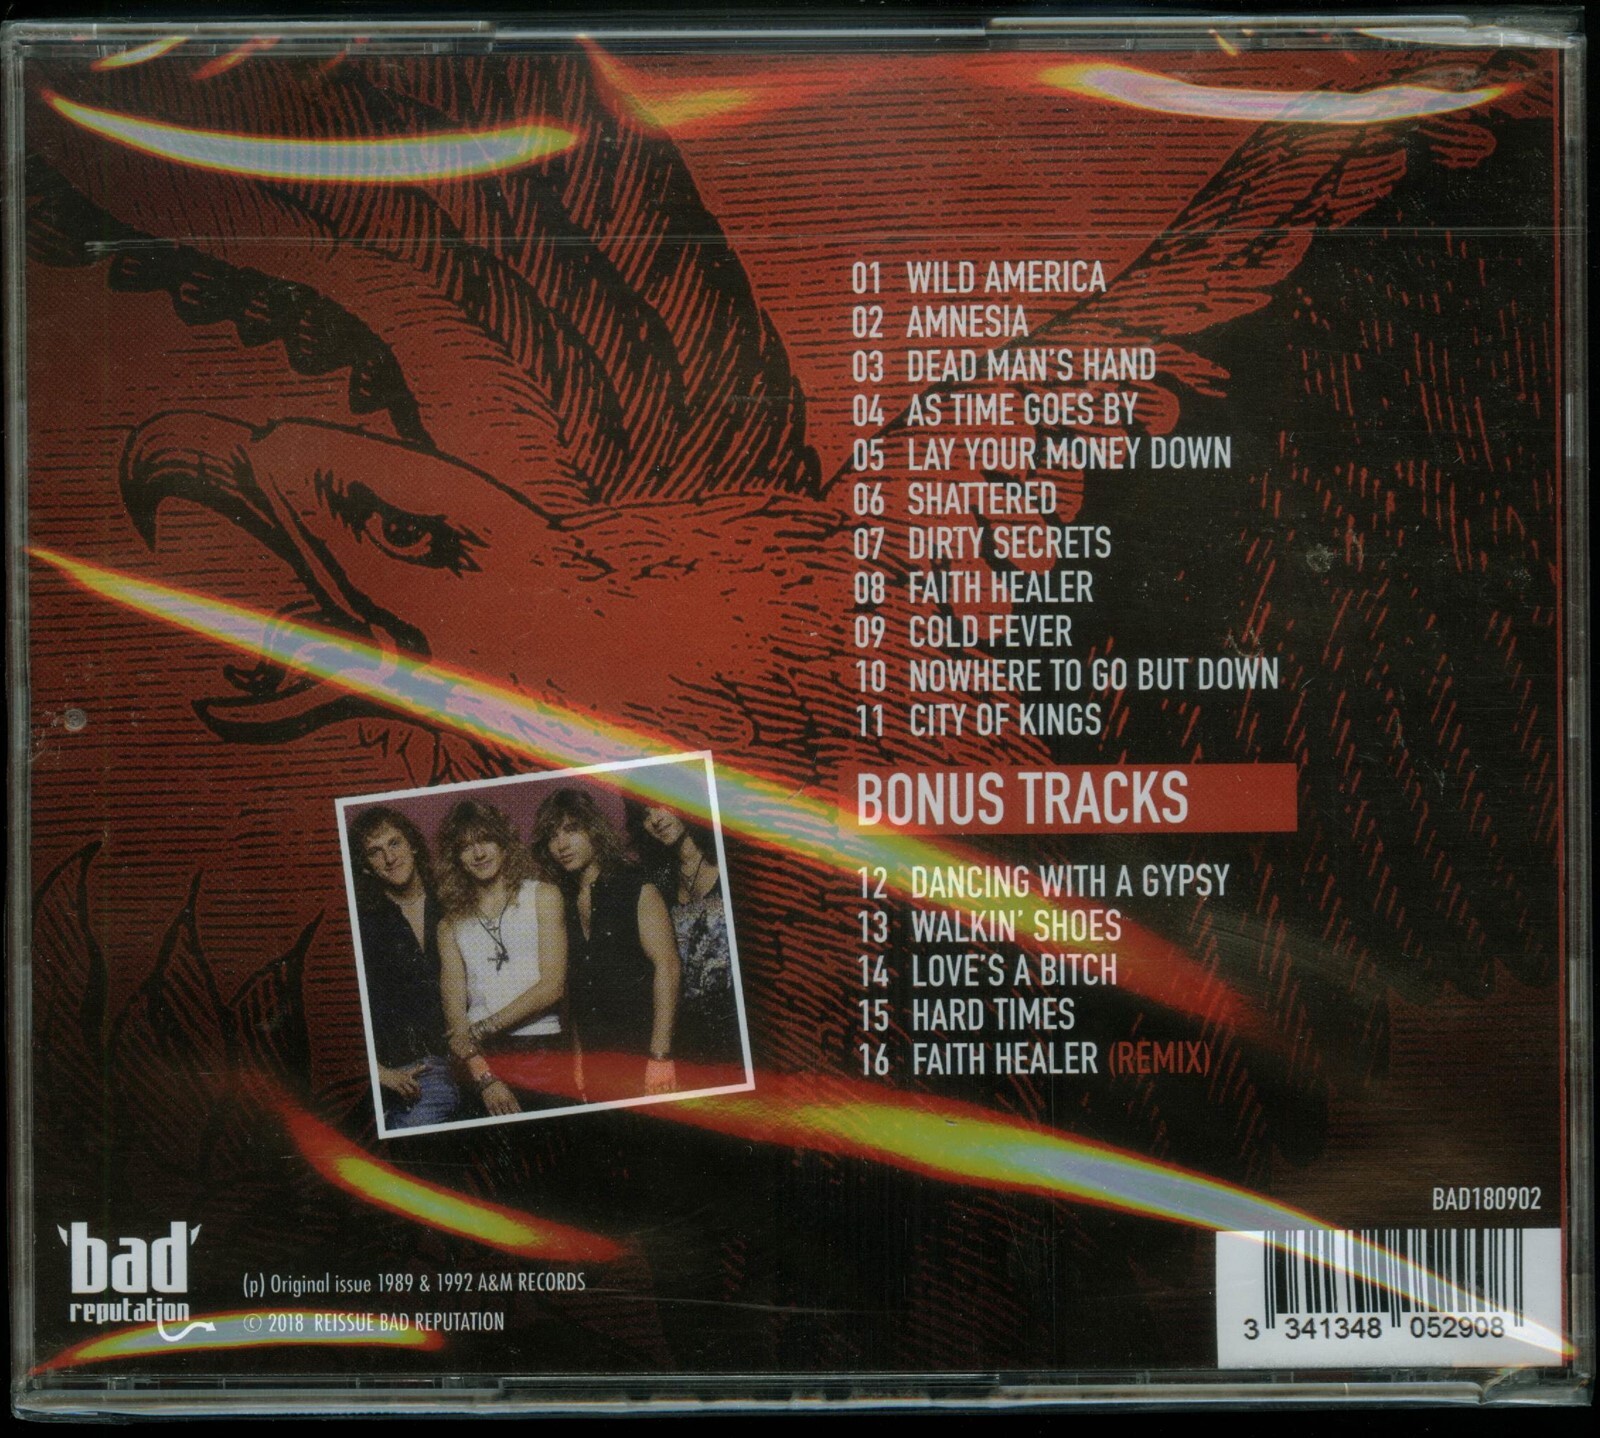 01 WILD AMERICA
02 AMNESIA
03 DEAD MAN'S HAND
04 AS TIME GOES BY
05 LAY YOUR MONEY DOWN
06 SHATTERED
07 DIRTY SECRETS
08 FAITH HEALER
09 COLD FEVER
10 NOWHERE TO GO BUT DOWN
11 CITY OF KINGS
BONUS TRACKS
12 DANCING WITH A GYPSY
13 WALKIN' SHOES
14 LOVE'S A BITCH
15 HARD TIMES
16 FAITH HEALER (REMIX)
BAD180902
bad
reputation
(p) Original issue 1989 & 1992 A&M RECORDS
© 2018 REISSUE BAD REPUTATION
3 341348 052908